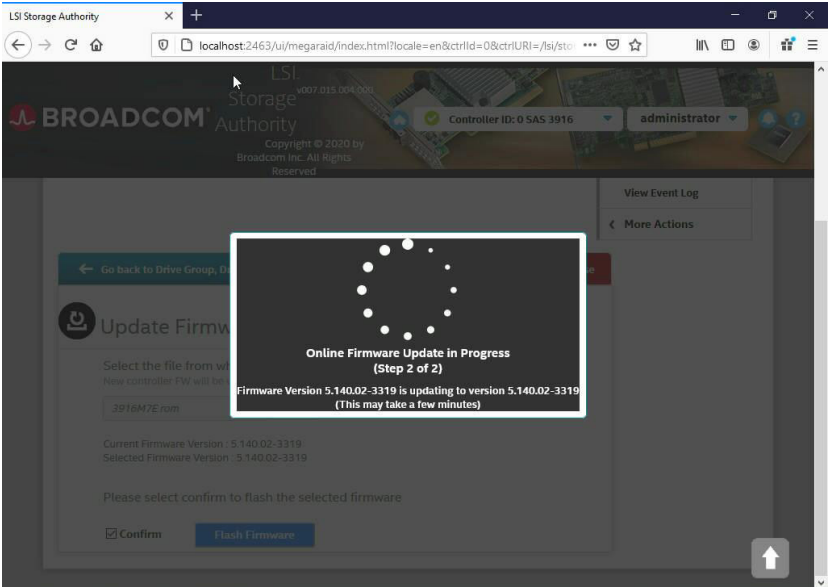 LSI Storage Authority
localhost:2463/ui/megaraid/index.html?locale=en&ctrlId=0&ctrlURI=/lsi/sto
BROADCOM
LSI
Storage
Authority
v007.015.004.000
Copyright © 2020 by
Broadcom Inc. All Rights
Reserved
Controller ID: 0 SAS 3916
administrator
View Event Log
More Actions
Go back to Drive Group,
Update Firmw
Select the file from
New controller FW will be
3916M7E.rom
Current Firmware Version : 5.140.02-3319
Selected Firmware Version : 5.140.02-3319
Please select confirm to flash the selected firmware
Confirm
Flash Firmware
Online Firmware Update in Progress
(Step 2 of 2)
Firmware Version 5.140.02-3319 is updating to version 5.140.02-3319
(This may take a few minutes)